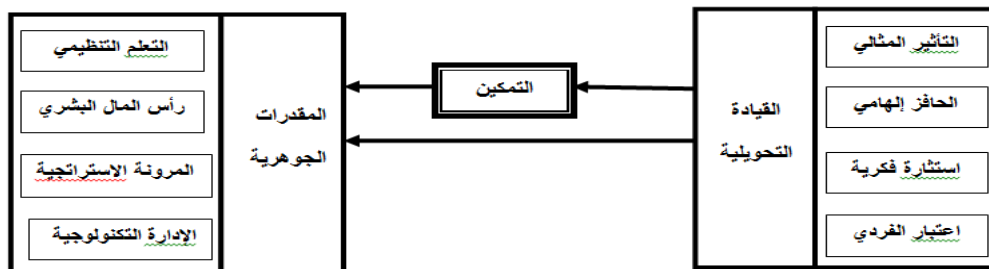 التأثير المثالي
الحافز إلهامي
استثارة فكرية
اعتبار الفردي
القيادة
التحويلية
التمكين
المقدرات
الجوهرية
التعلم التنظيمي
رأس المال البشري
المرونة الاستراتجية
الإدارة التكنولوجية